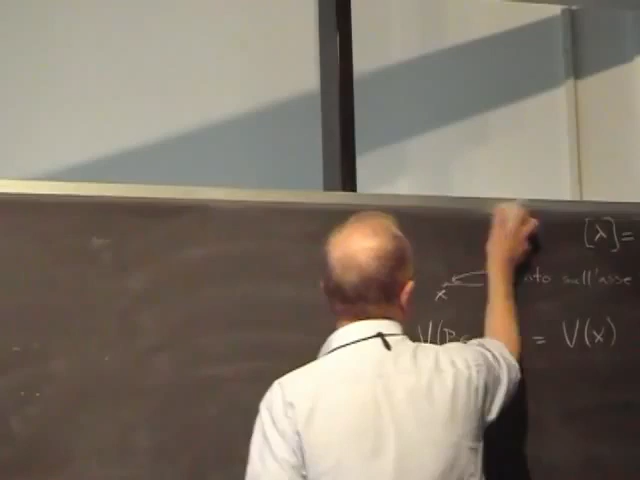 [λ]=
x ato sull'asse
V(P = V(x)